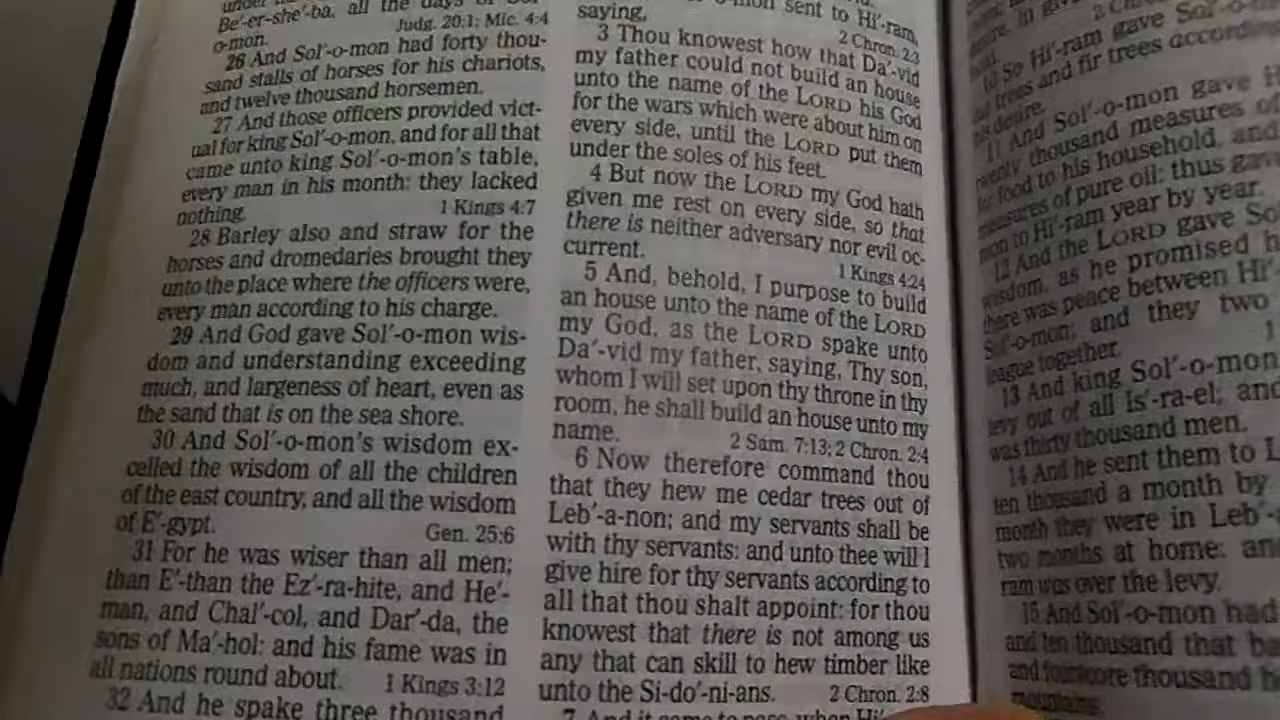 Be′-er-she′-ba, all the days of Sol′-
o-mon. Judg. 20:1; Mic. 4:4
26 And Sol′-o-mon had forty thou-
sand stalls of horses for his chariots,
and twelve thousand horsemen.
27 And those officers provided vict-
ual for king Sol′-o-mon, and for all that
came unto king Sol′-o-mon's table,
every man in his month: they lacked
nothing. 1 Kings 4:7
28 Barley also and straw for the
horses and dromedaries brought they
unto the place where the officers were,
every man according to his charge.
29 And God gave Sol′-o-mon wis-
dom and understanding exceeding
much, and largeness of heart, even as
the sand that is on the sea shore.
30 And Sol′-o-mon's wisdom ex-
celled the wisdom of all the children
of the east country, and all the wisdom
of E′-gypt. Gen. 25:6
31 For he was wiser than all men;
than E′-than the Ez′-ra-hite, and He′-
man, and Chal′-col, and Dar′-da, the
sons of Ma′-hol: and his fame was in
all nations round about. 1 Kings 3:12
32 And he spake three thousand
sent to Hi′-ram,
saying, 2 Chron. 2:3
3 Thou knowest how that Da′-vid
my father could not build an house
unto the name of the LORD his God
for the wars which were about him on
every side, until the LORD put them
under the soles of his feet.
4 But now the LORD my God hath
given me rest on every side, so that
there is neither adversary nor evil oc-
current. 1 Kings 4:24
5 And, behold, I purpose to build
an house unto the name of the LORD
my God, as the LORD spake unto
Da′-vid my father, saying, Thy son,
whom I will set upon thy throne in thy
room, he shall build an house unto my
name. 2 Sam. 7:13; 2 Chron. 2:4
6 Now therefore command thou
that they hew me cedar trees out of
Leb′-a-non; and my servants shall be
with thy servants: and unto thee will I
give hire for thy servants according to
all that thou shalt appoint: for thou
knowest that there is not among us
any that can skill to hew timber like
unto the Si-do′-ni-ans. 2 Chron. 2:8
7 And it came to pass, when Hi′-
10 So Hi′-ram gave Sol′-o-
trees and fir trees according
his desire.
11 And Sol′-o-mon gave
twenty thousand measures of
for food to his household, and
measures of pure oil: thus gave
mon to Hi′-ram year by year.
12 And the LORD gave So
wisdom, as he promised
there was peace between Hi′-
Sol′-o-mon; and they two
league together.
13 And king Sol′-o-mon
levy out of all Is′-ra-el; and
was thirty thousand men.
14 And he sent them to L
ten thousand a month by
month they were in Leb′-
two months at home: an
ram was over the levy.
15 And Sol′-o-mon had
and ten thousand that ba
and fourscore thousand h
mountains